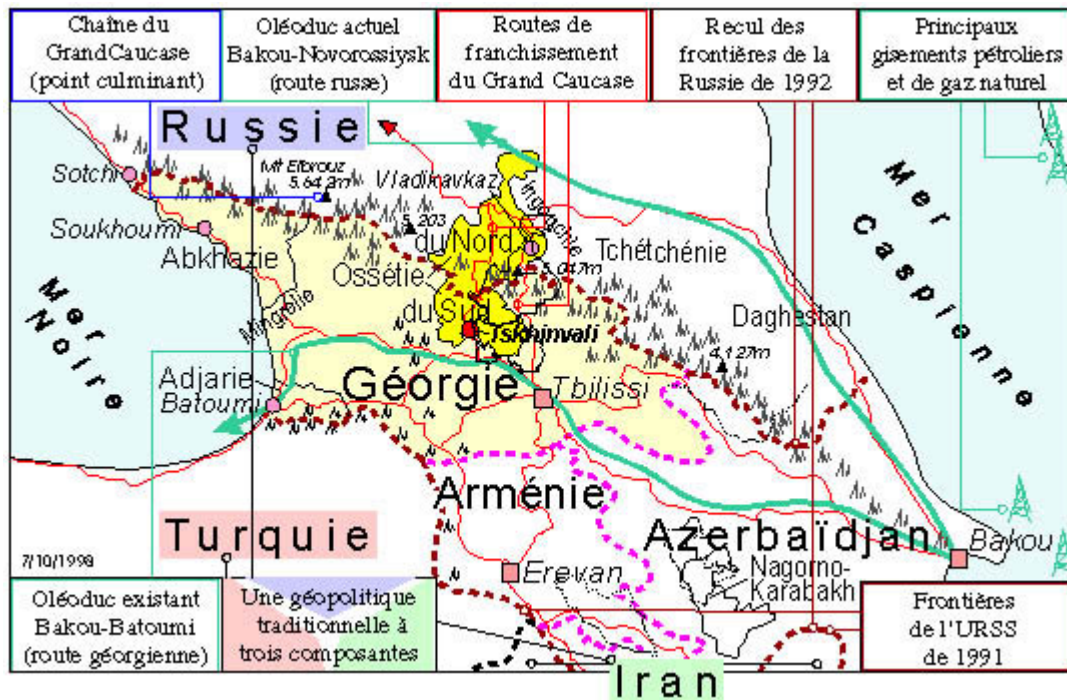 Chaîne du
GrandCaucase
(point culminant)
Oléoduc actuel
Bakou-Novorossiysk
(route russe)
Routes de
franchissement
du Grand Caucase
Recul des
frontières de la
Russie de 1992
Principaux
gisements pétroliers
et de gaz naturel
Russie
Sotchi
Mt Elbrouz
5.642m
Vladikavkaz
Ingouchie
Soukhoumi
Abkhazie
5.203
du Nord
Ossétie
du Sud
5.047m
Tchétchénie
Mer
Caspienne
Mer
Noire
Mingrélie
Tskhinvali
Daghestan
4.127m
Adjarie
Batoumi
Géorgie
Tbilissi
Arménie
Azerbaïdjan
Bakou
Turquie
7/10/1998
Erevan
Nagorno-
Karabakh
Oléoduc existant
Bakou-Batoumi
(route géorgienne)
Une géopolitique
traditionnelle à
trois composantes
Frontières
de l'URSS
de 1991
Iran